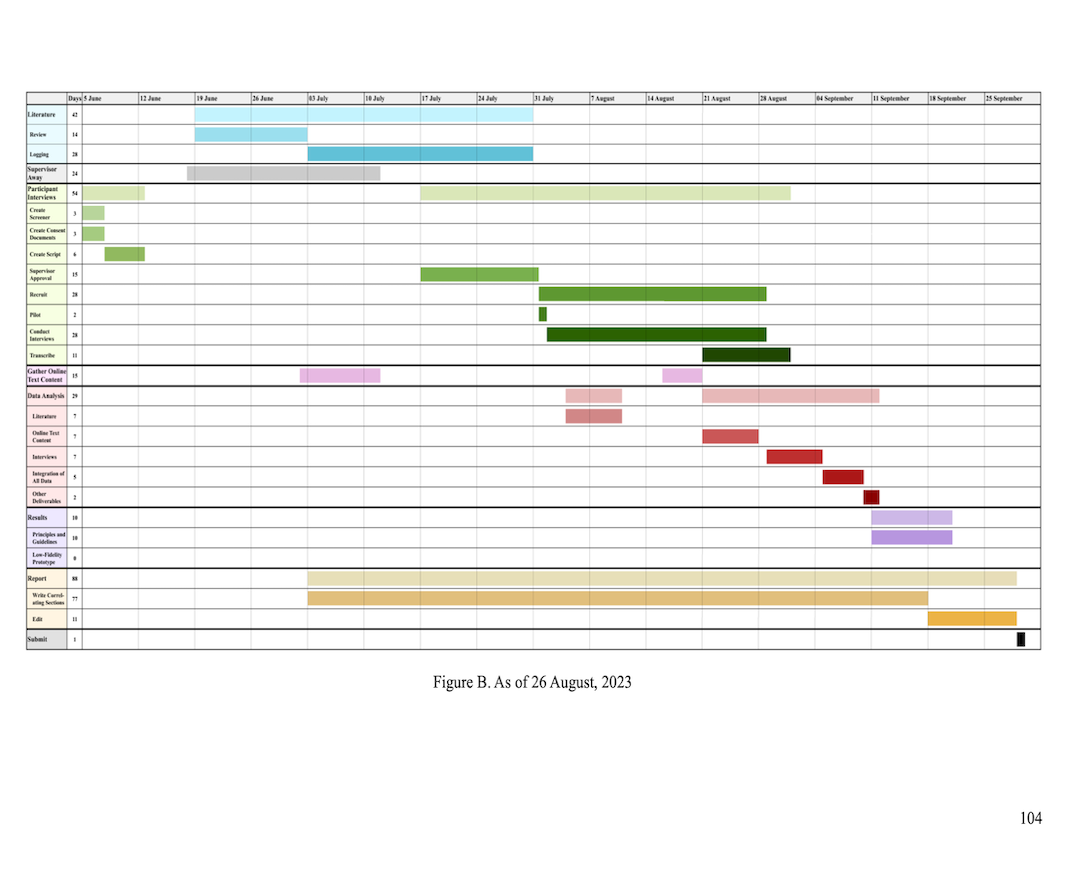 Days 5 June 12 June 19 June 26 June 03 July 10 July 17 July 24 July 31 July 7 August 14 August 21 August 28 August 04 September 11 September 18 September 25 September
Literature 42
Review 14
Logging 28
Supervisor
Away 24
Participant
Interviews 54
Create
Screener 3
Create Consent
Documents 3
Create Script 6
Supervisor
Approval 15
Recruit 28
Pilot 2
Conduct
Interviews 28
Transcribe 11
Gather Online
Text Content 15
Data Analysis 29
Literature 7
Online Text
Content 7
Interviews 7
Integration of
All Data 5
Other
Deliverables 2
Results 10
Principles and
Guidelines 10
Low-Fidelity
Prototype 0
Report 88
Write Correl-
ating Sections 77
Edit 11
Submit 1
Figure B. As of 26 August, 2023
104